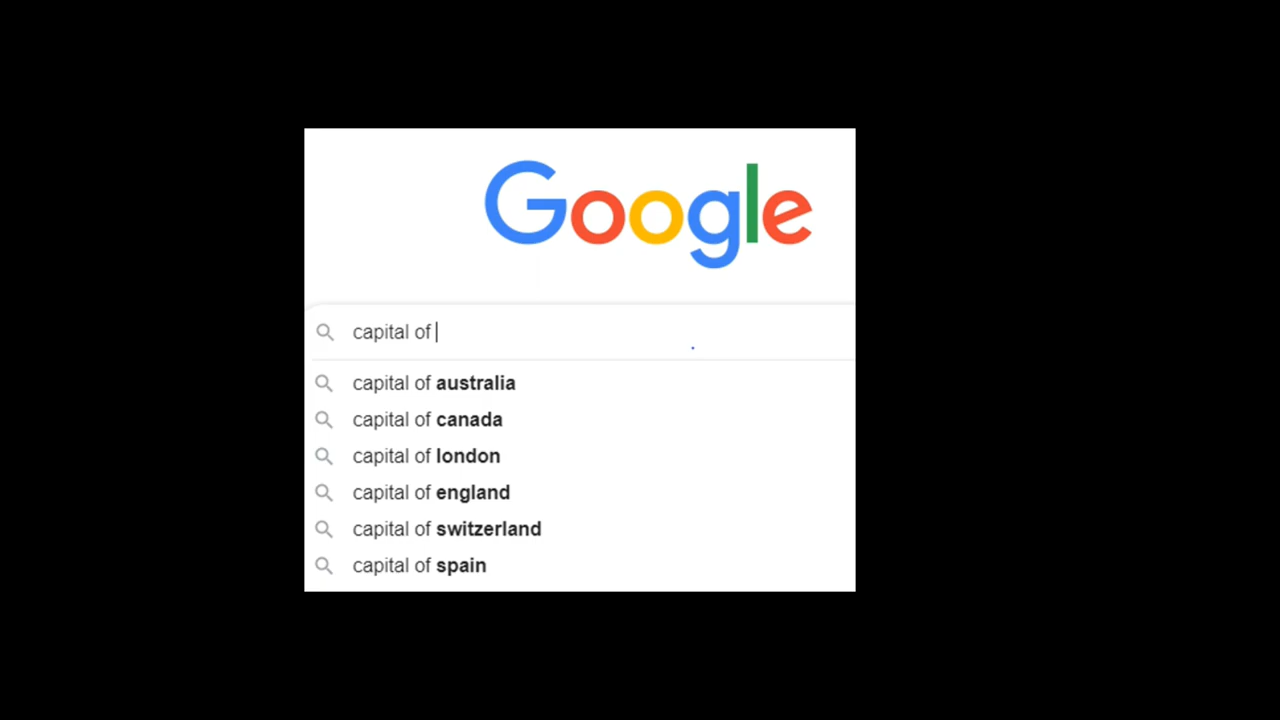 Google
capital of
capital of australia
capital of canada
capital of london
capital of england
capital of switzerland
capital of spain